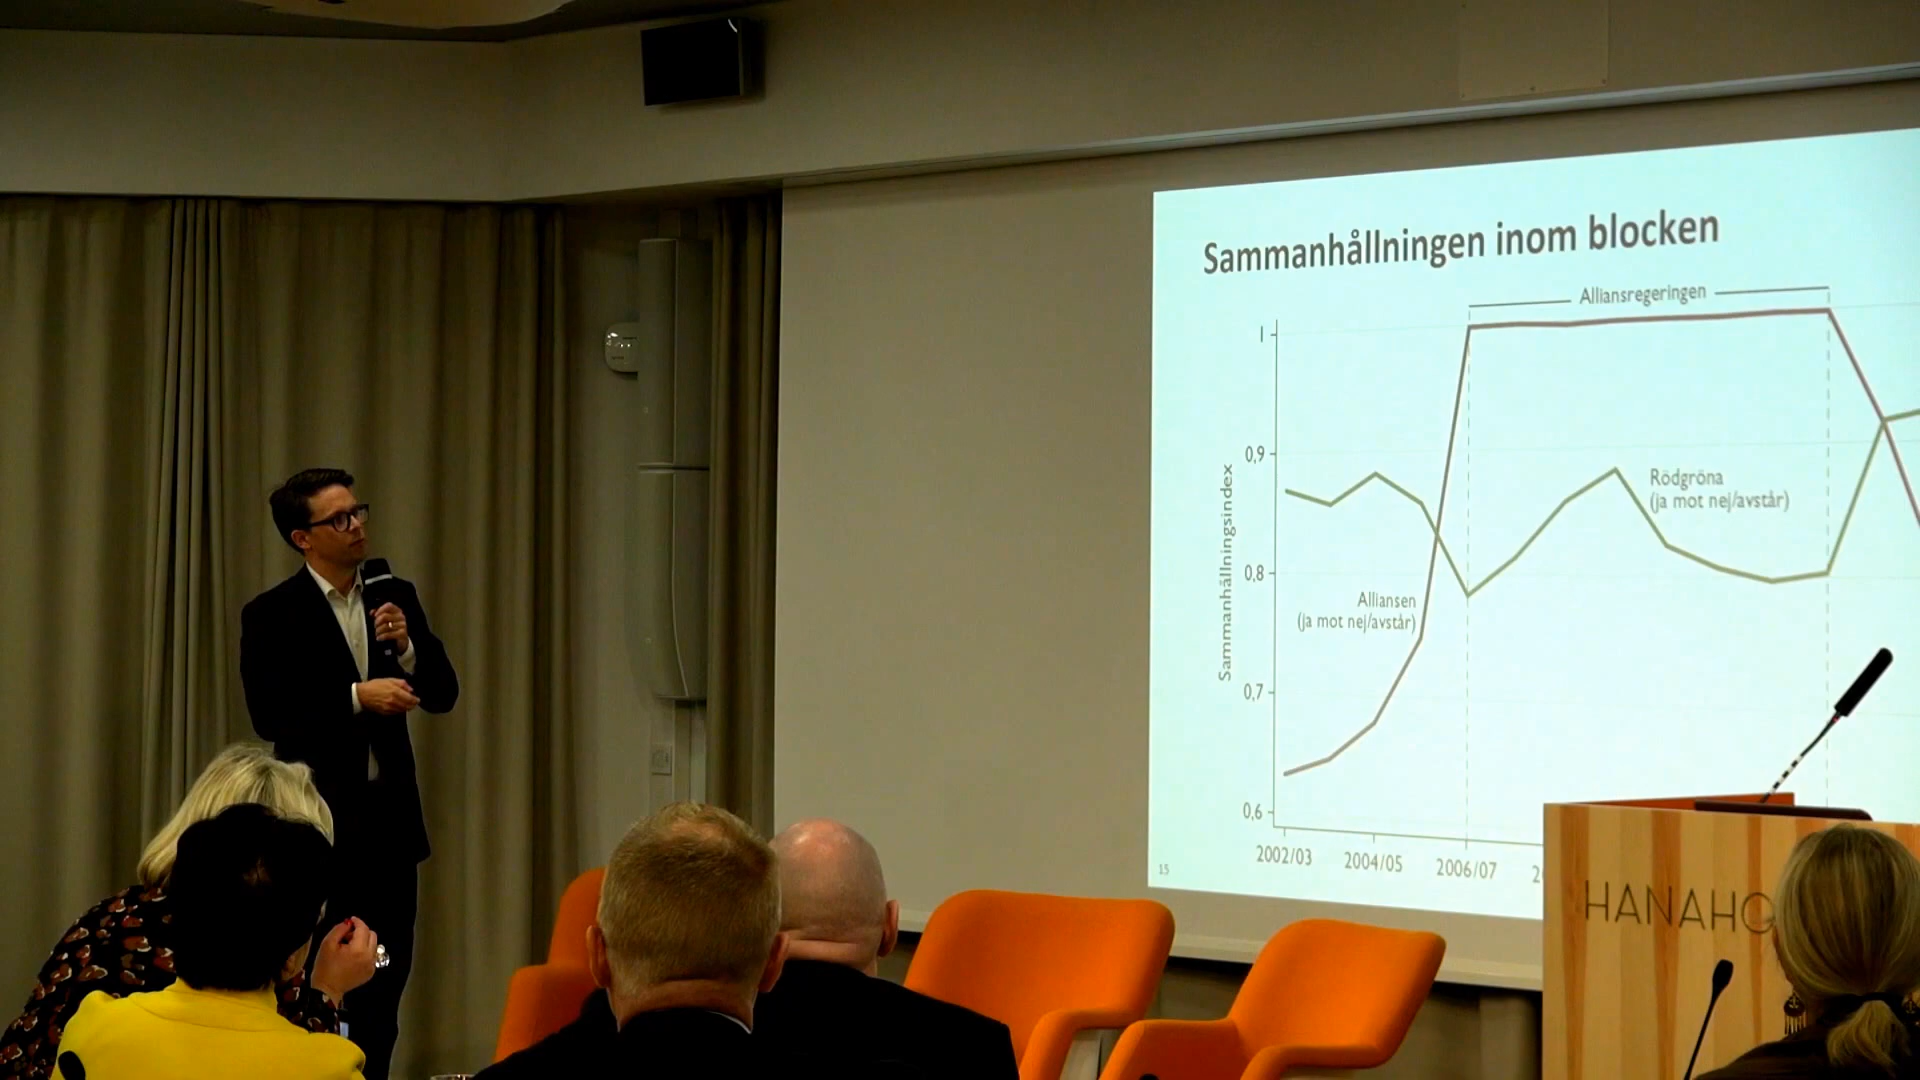 Sammanhållningen inom blocken
Alliansregeringen
1
0,9
0,8
0,7
0,6
Sammanhållningsindex
Rödgröna
(ja mot nej/avstår)
Alliansen
(ja mot nej/avstår)
2002/03
2004/05
2006/07
2
15
HANAHO